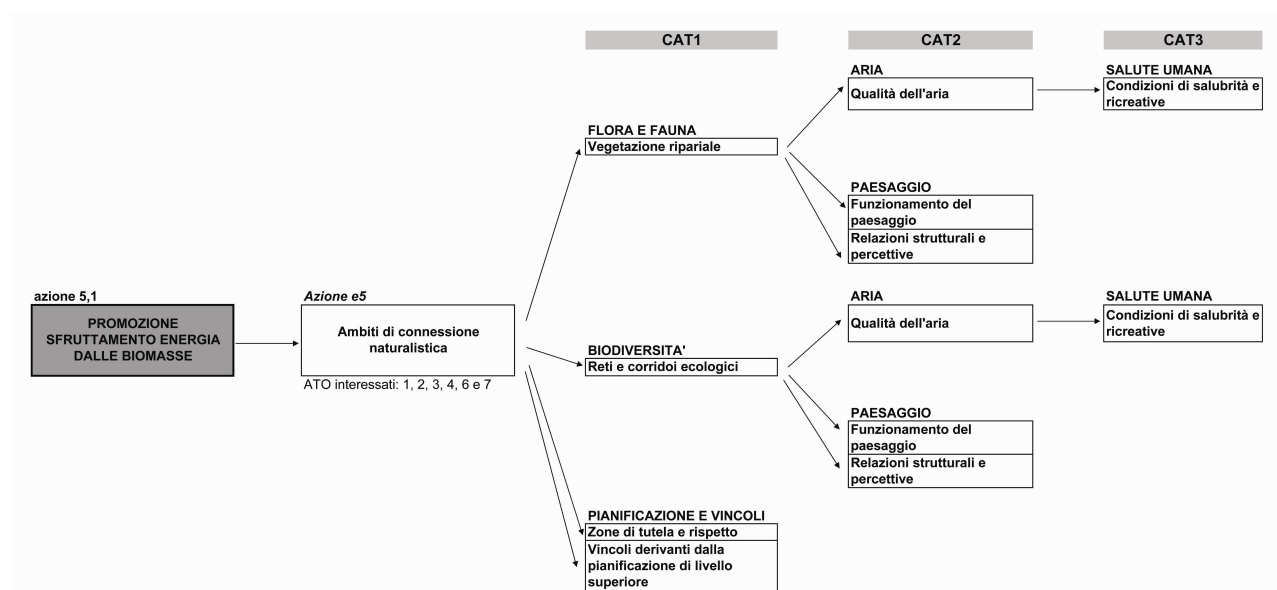 CAT1
CAT2
CAT3
ARIA
Qualità dell'aria
SALUTE UMANA
Condizioni di salubrità e
ricreative
FLORA E FAUNA
Vegetazione ripariale
PAESAGGIO
Funzionamento del
paesaggio
Relazioni strutturali e
percettive
azione 5,1
PROMOZIONE
SFRUTTAMENTO ENERGIA
DALLE BIOMASSE
Azione e5
Ambiti di connessione
naturalistica
ATO interessati: 1, 2, 3, 4, 6 e 7
ARIA
Qualità dell'aria
SALUTE UMANA
Condizioni di salubrità e
ricreative
BIODIVERSITA'
Reti e corridoi ecologici
PAESAGGIO
Funzionamento del
paesaggio
Relazioni strutturali e
percettive
PIANIFICAZIONE E VINCOLI
Zone di tutela e rispetto
Vincoli derivanti dalla
pianificazione di livello
superiore